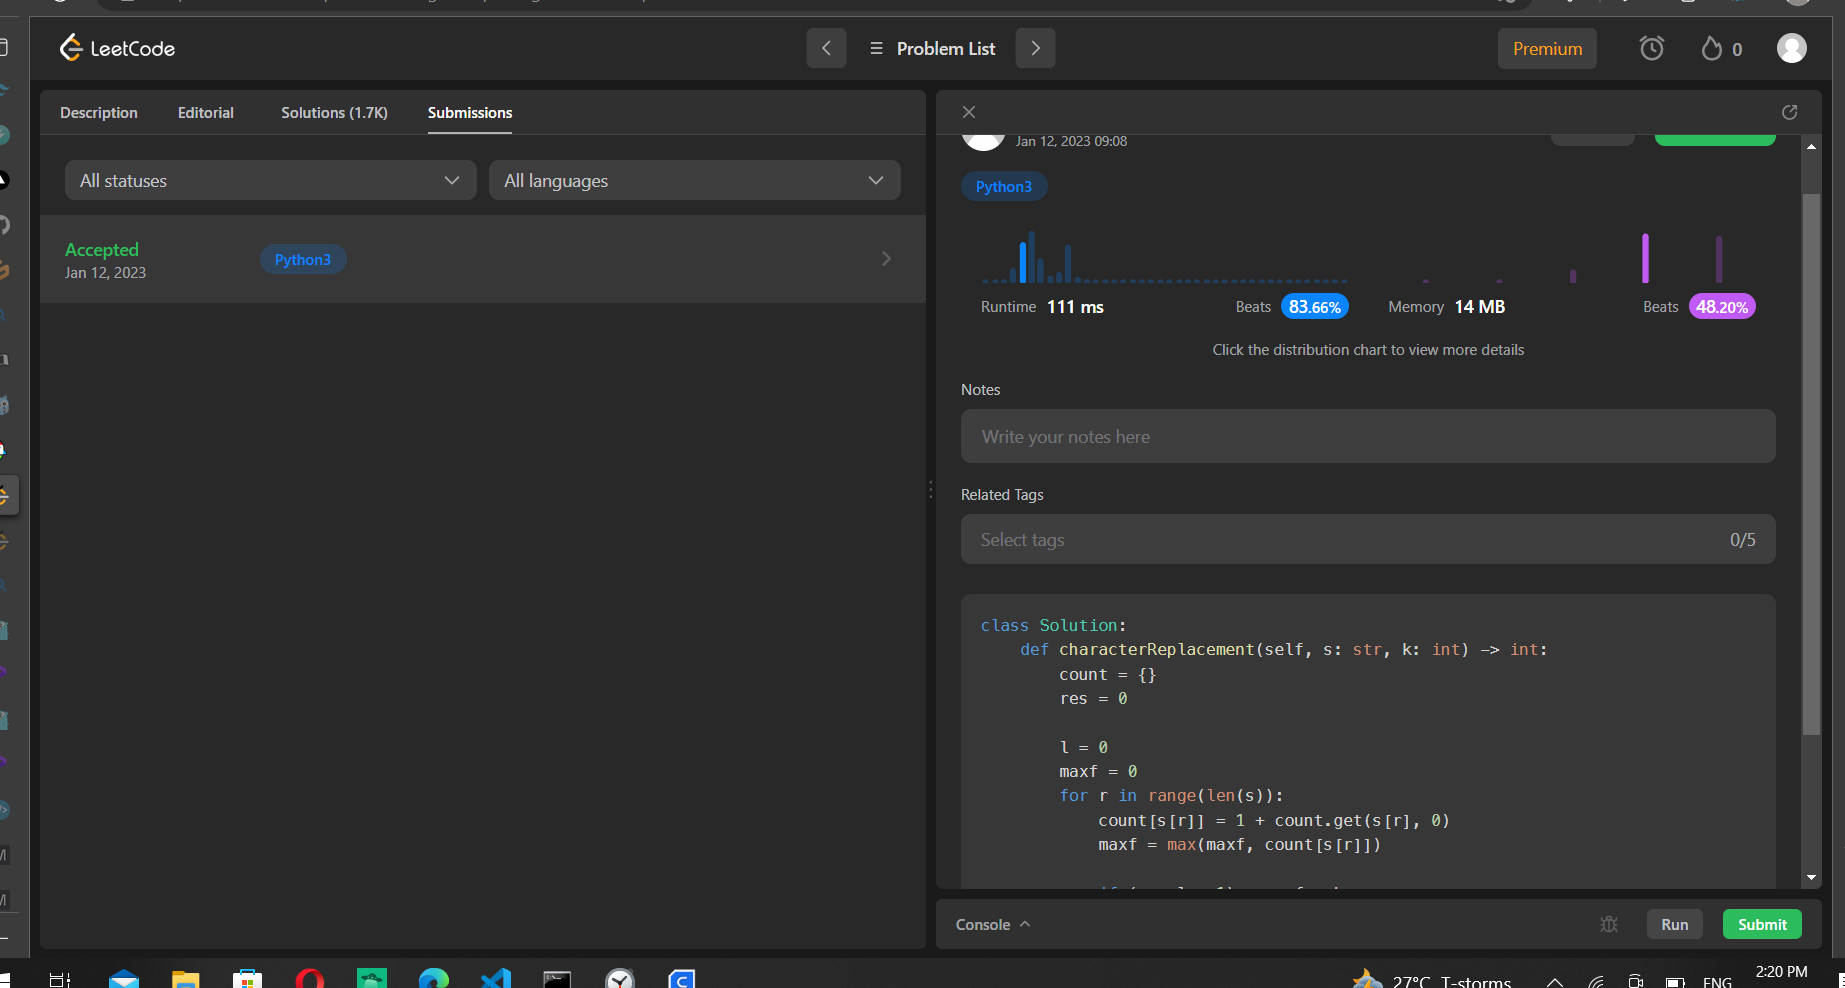 LeetCode
Problem List
Premium
0
Description
Editorial
Solutions (1.7K)
Submissions
All statuses
All languages
Accepted
Jan 12, 2023
Python3
Jan 12, 2023 09:08
Python3
Runtime 111 ms
Beats 83.66%
Memory 14 MB
Beats 48.20%
Click the distribution chart to view more details
Notes
Write your notes here
Related Tags
Select tags
0/5
class Solution:
    def characterReplacement(self, s: str, k: int) -> int:
        count = {}
        res = 0
        l = 0
        maxf = 0
        for r in range(len(s)):
            count[s[r]] = 1 + count.get(s[r], 0)
            maxf = max(maxf, count[s[r]])
Console
Run
Submit
27°C T-storms
ENG
2:20 PM